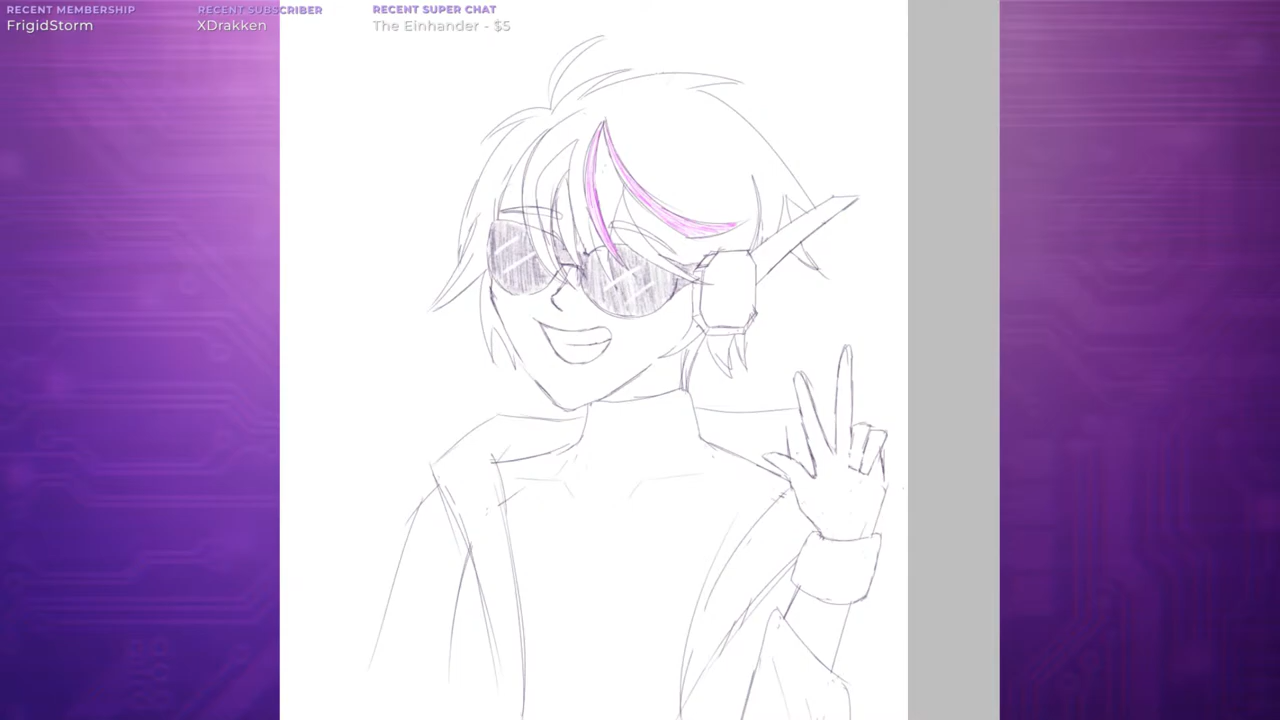 RECENT MEMBERSHIP
FrigidStorm
RECENT SUBSCRIBER
XDrakken
RECENT SUPER CHAT
The Einhander - $5